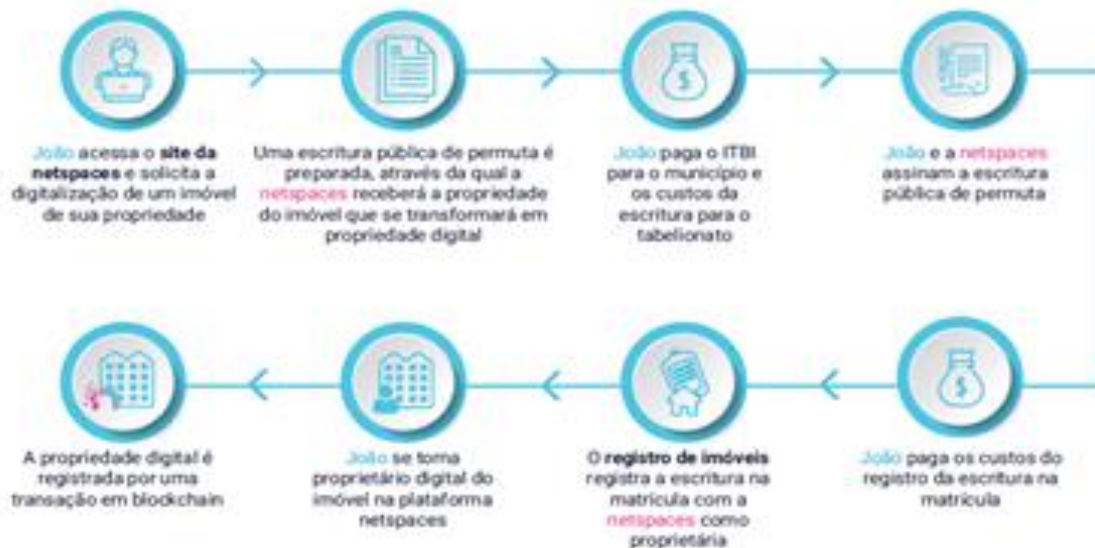 João acessa o site da
netspaces e solicita a
digitalização de um imóvel
de sua propriedade
Uma escritura pública de permuta é
preparada, através da qual a
netspaces receberá a propriedade
do imóvel que se transformará em
propriedade digital
João paga o ITBI
para o município e
os custos da
escritura para o
tabelionato
João e a netspaces
assinam a escritura
pública de permuta
A propriedade digital é
registrada por uma
transação em blockchain
João se torna
proprietário digital do
imóvel na plataforma
netspaces
O registro de imóveis
registra a escritura na
matrícula com a
netspaces como
proprietária
João paga os custos do
registro da escritura na
matrícula